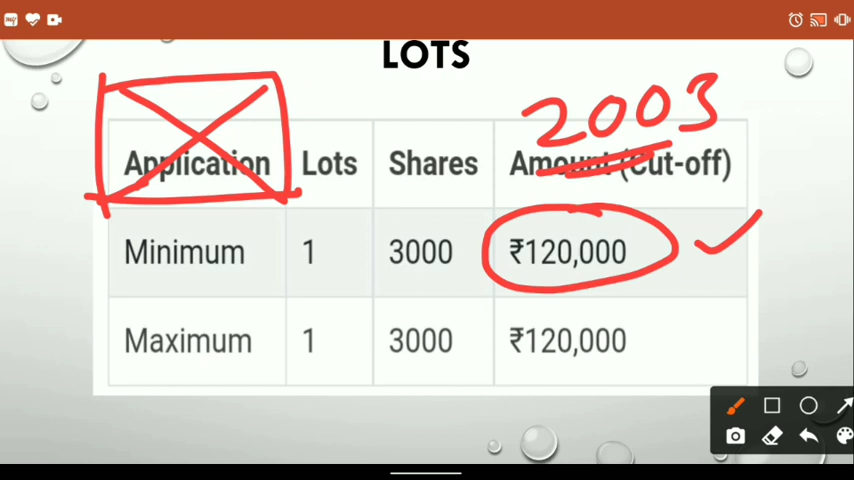 LOTS
2003
Application Lots Shares Amount (Cut-off)
Minimum 1 3000 ₹120,000
Maximum 1 3000 ₹120,000